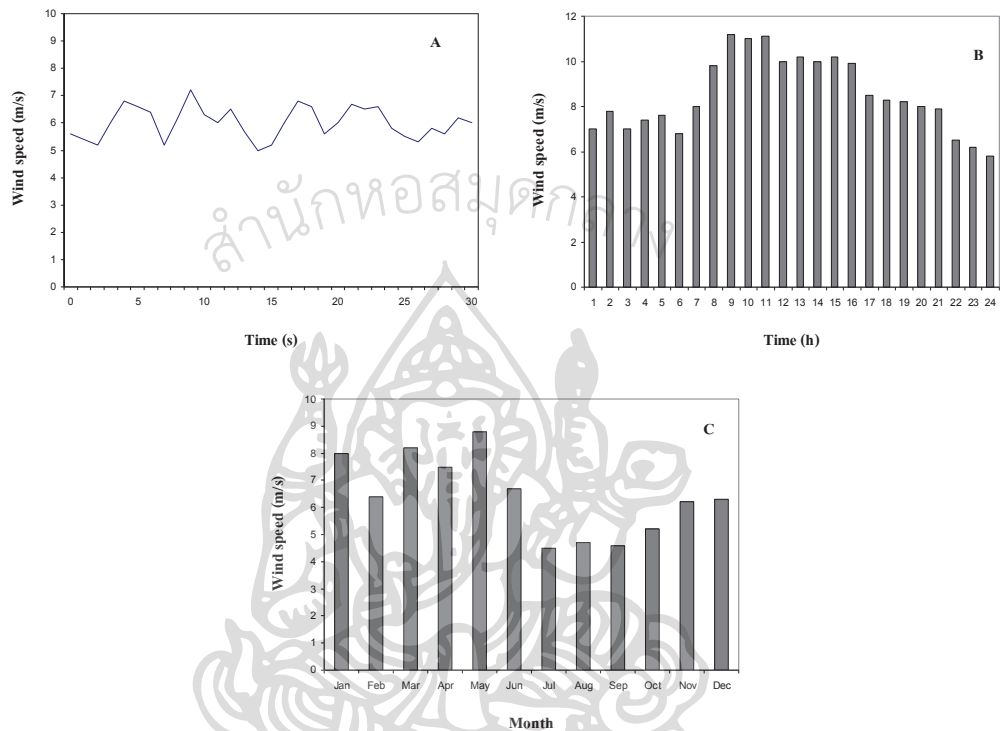 A
Wind speed (m/s)
10
9
8
7
6
5
4
3
2
1
0
0 5 10 15 20 25 30
Time (s)
B
Wind speed (m/s)
12
10
8
6
4
2
0
1 2 3 4 5 6 7 8 9 10 11 12 13 14 15 16 17 18 19 20 21 22 23 24
Time (h)
สำนักหอสมุดกลาง
C
Wind speed (m/s)
10
9
8
7
6
5
4
3
2
1
0
Jan Feb Mar Apr May Jun Jul Aug Sep Oct Nov Dec
Month